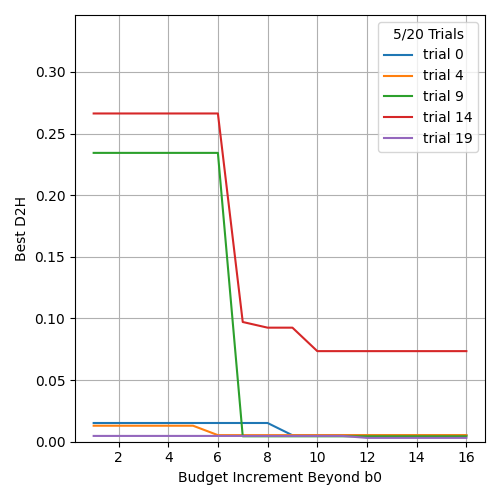 5/20 Trials
trial 0
trial 4
trial 9
trial 14
trial 19
Best D2H
0.30
0.25
0.20
0.15
0.10
0.05
0.00
2 4 6 8 10 12 14 16
Budget Increment Beyond b0